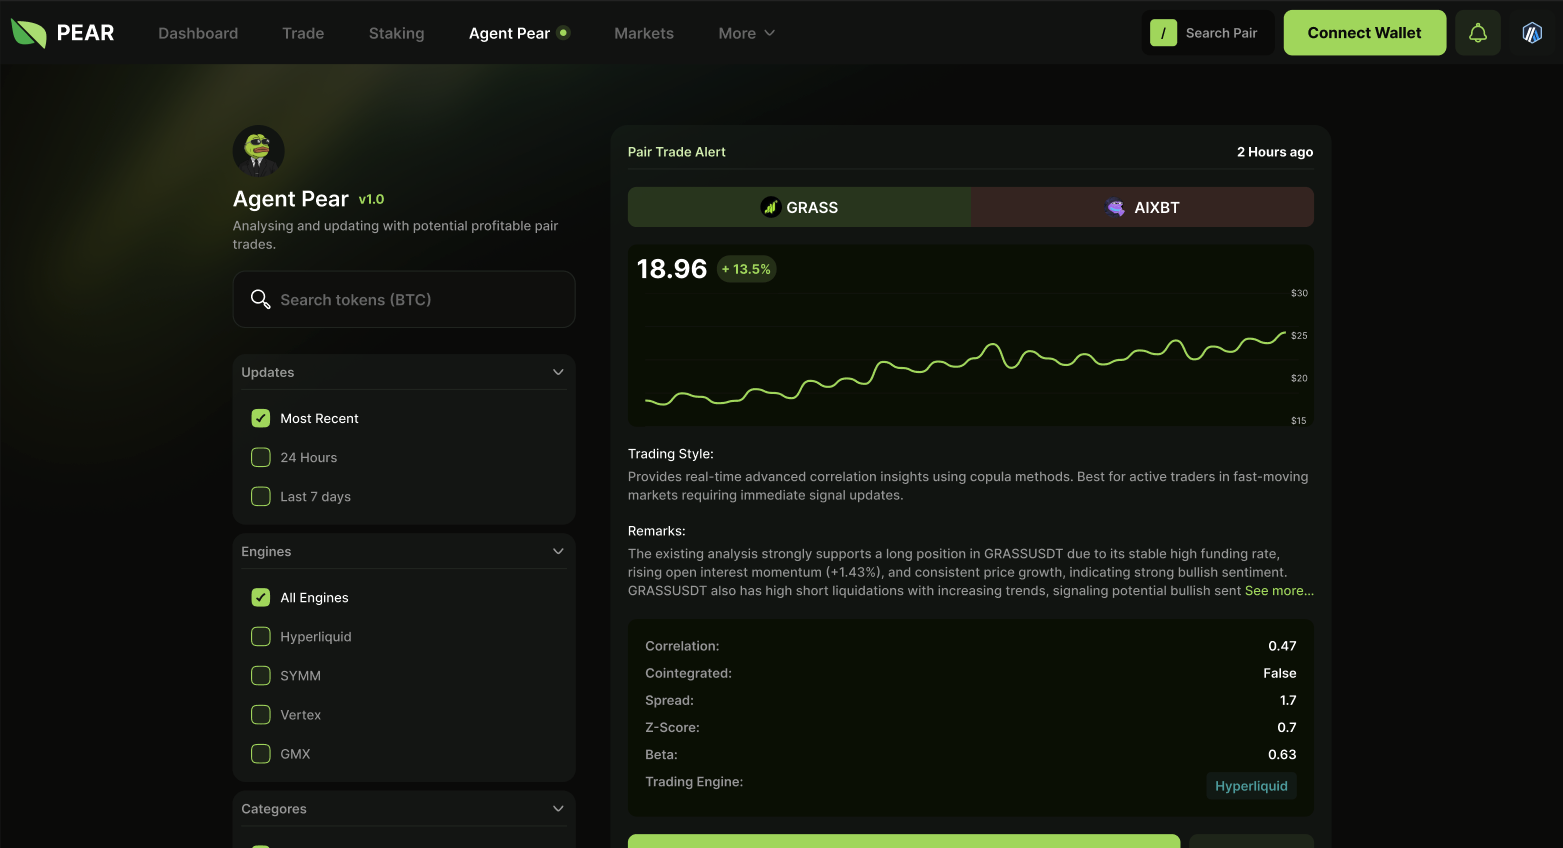 PEAR
Dashboard
Trade
Staking
Agent Pear
Markets
More
/
Search Pair
Connect Wallet
Agent Pear v1.0
Analysing and updating with potential profitable pair
trades.
Search tokens (BTC)
Updates
Most Recent
24 Hours
Last 7 days
Engines
All Engines
Hyperliquid
SYMM
Vertex
GMX
Categores
Pair Trade Alert
2 Hours ago
GRASS
AIXBT
18.96 + 13.5%
$30
$25
$20
$15
Trading Style:
Provides real-time advanced correlation insights using copula methods. Best for active traders in fast-moving
markets requiring immediate signal updates.
Remarks:
The existing analysis strongly supports a long position in GRASSUSDT due to its stable high funding rate,
rising open interest momentum (+1.43%), and consistent price growth, indicating strong bullish sentiment.
GRASSUSDT also has high short liquidations with increasing trends, signaling potential bullish sent See more...
Correlation: 0.47
Cointegrated: False
Spread: 1.7
Z-Score: 0.7
Beta: 0.63
Trading Engine: Hyperliquid